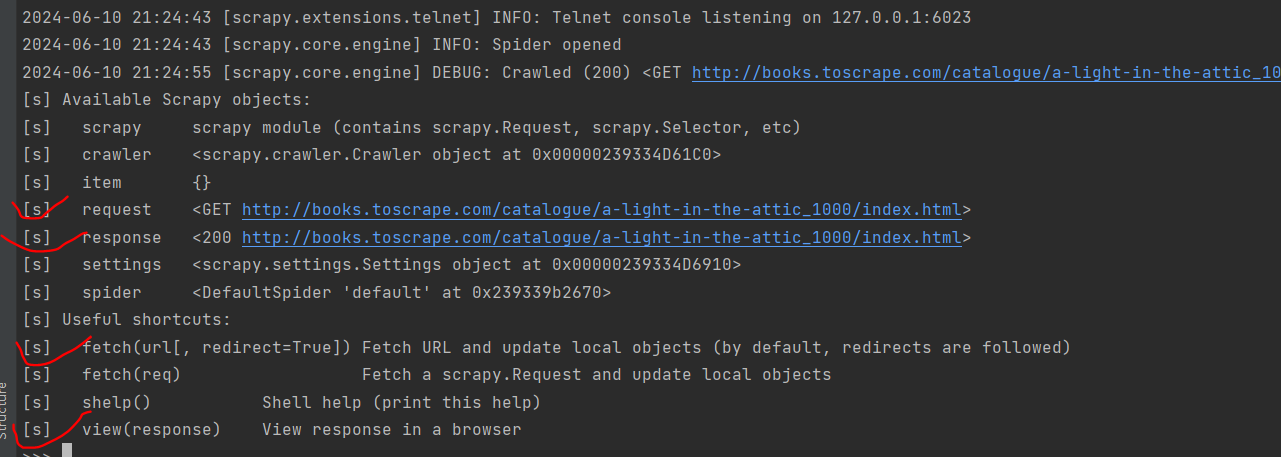 2024-06-10 21:24:43 [scrapy.extensions.telnet] INFO: Telnet console listening on 127.0.0.1:6023
2024-06-10 21:24:43 [scrapy.core.engine] INFO: Spider opened
2024-06-10 21:24:55 [scrapy.core.engine] DEBUG: Crawled (200) <GET http://books.toscrape.com/catalogue/a-light-in-the-attic_10
[s] Available Scrapy objects:
[s]   scrapy     scrapy module (contains scrapy.Request, scrapy.Selector, etc)
[s]   crawler    <scrapy.crawler.Crawler object at 0x00000239334D61C0>
[s]   item       {}
[s]   request    <GET http://books.toscrape.com/catalogue/a-light-in-the-attic_1000/index.html>
[s]   response   <200 http://books.toscrape.com/catalogue/a-light-in-the-attic_1000/index.html>
[s]   settings   <scrapy.settings.Settings object at 0x00000239334D6910>
[s]   spider     <DefaultSpider 'default' at 0x239339b2670>
[s] Useful shortcuts:
[s]   fetch(url[, redirect=True]) Fetch URL and update local objects (by default, redirects are followed)
[s]   fetch(req)                  Fetch a scrapy.Request and update local objects
[s]   shelp()           Shell help (print this help)
[s]   view(response)    View response in a browser
>>>
Structure